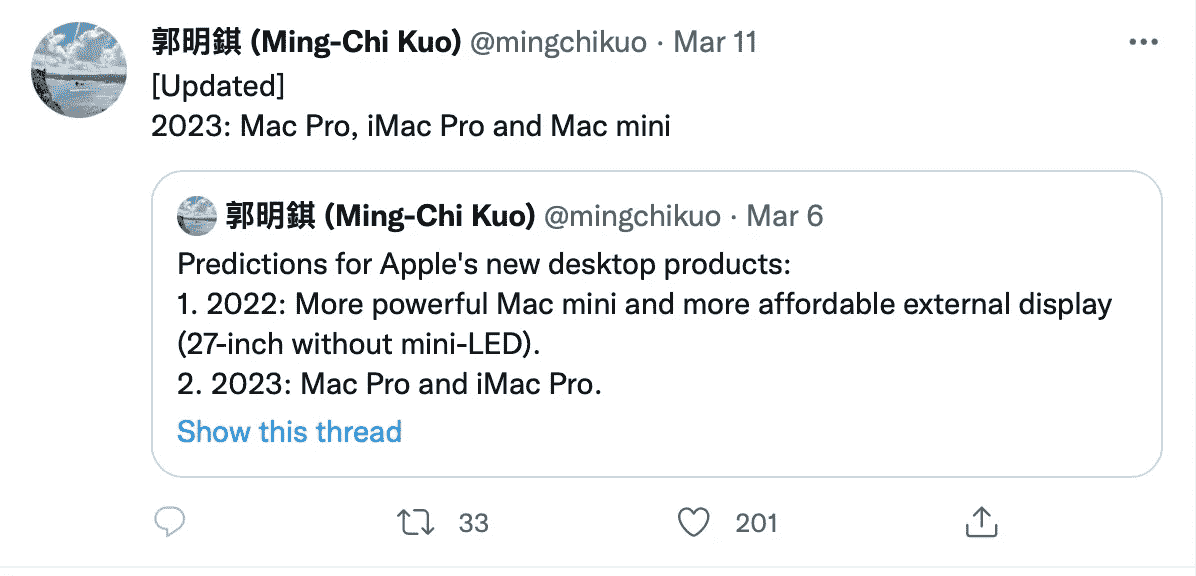 郭明錤 (Ming-Chi Kuo) @mingchikuo · Mar 11
[Updated]
2023: Mac Pro, iMac Pro and Mac mini
郭明錤 (Ming-Chi Kuo) @mingchikuo · Mar 6
Predictions for Apple's new desktop products:
1. 2022: More powerful Mac mini and more affordable external display
(27-inch without mini-LED).
2. 2023: Mac Pro and iMac Pro.
Show this thread
33 201